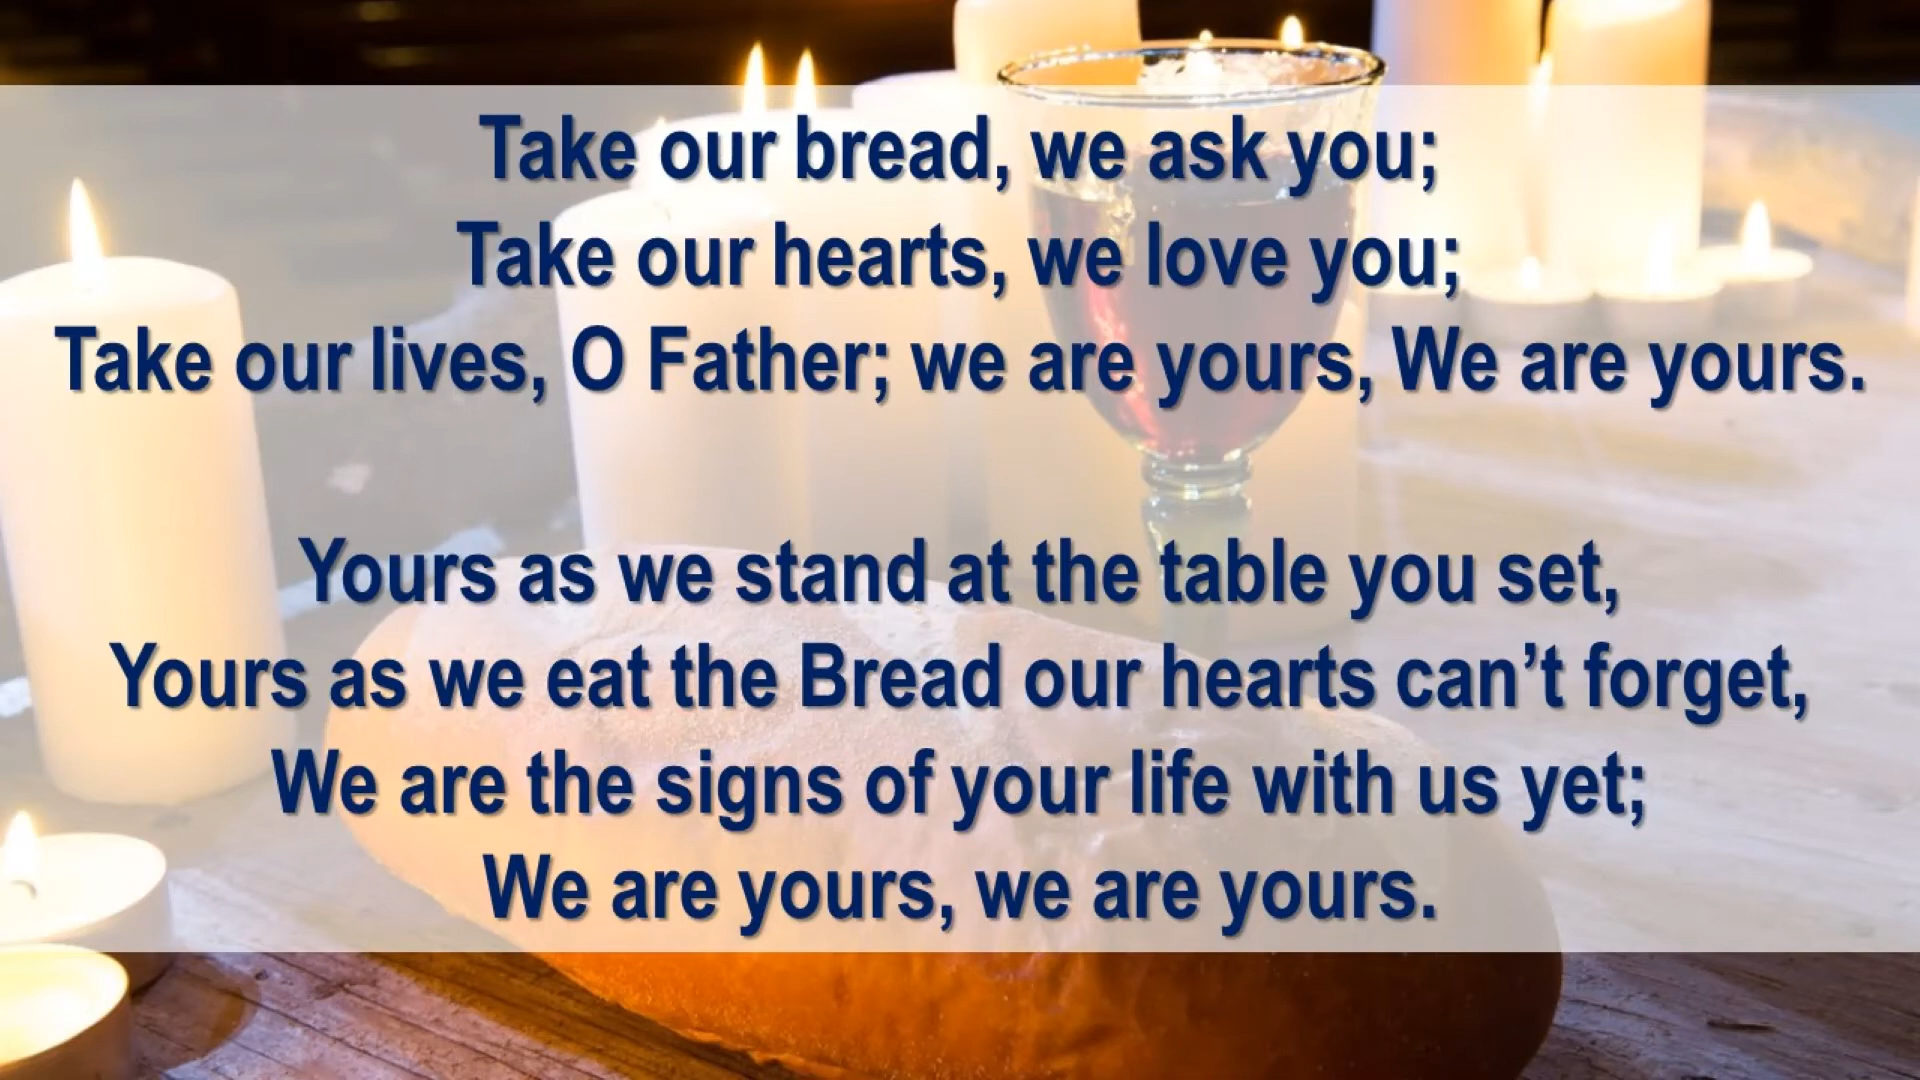 Take our bread, we ask you;
Take our hearts, we love you;
Take our lives, O Father; we are yours, We are yours.
Yours as we stand at the table you set,
Yours as we eat the Bread our hearts can’t forget,
We are the signs of your life with us yet;
We are yours, we are yours.